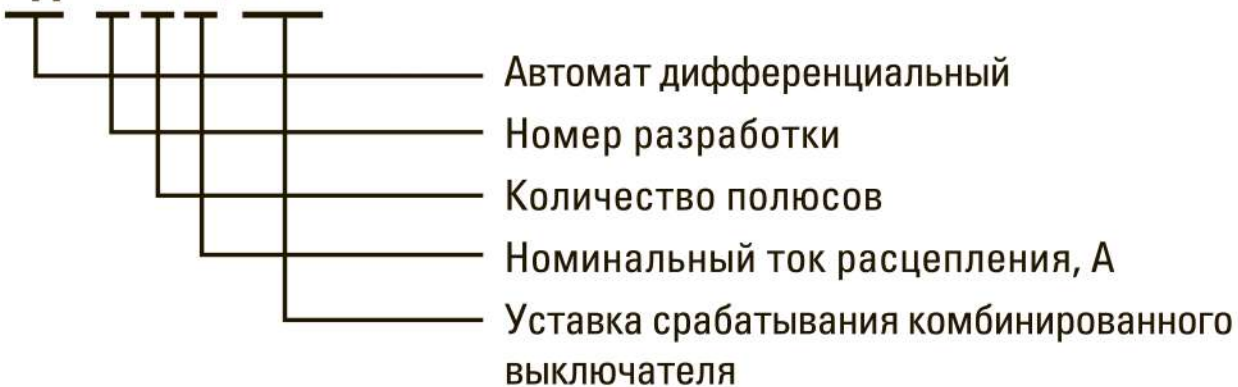 Автомат дифференциальный
Номер разработки
Количество полюсов
Номинальный ток расцепления, А
Уставка срабатывания комбинированного
выключателя